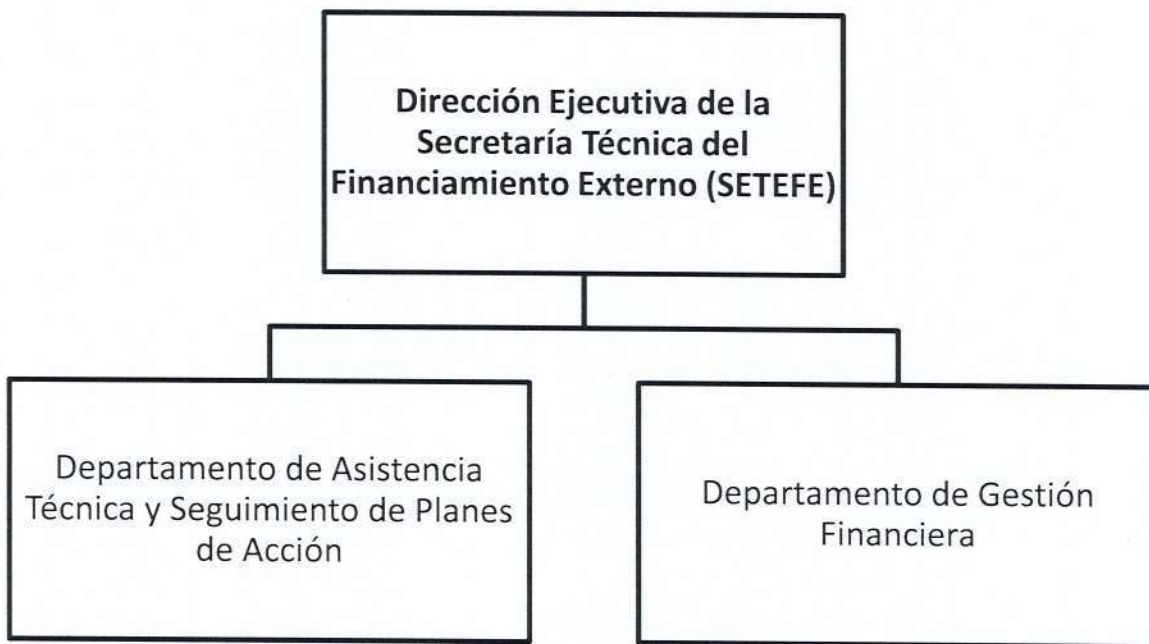 Dirección Ejecutiva de la
Secretaría Técnica del
Financiamiento Externo (SETEFE)
Departamento de Asistencia
Técnica y Seguimiento de Planes
de Acción
Departamento de Gestión
Financiera